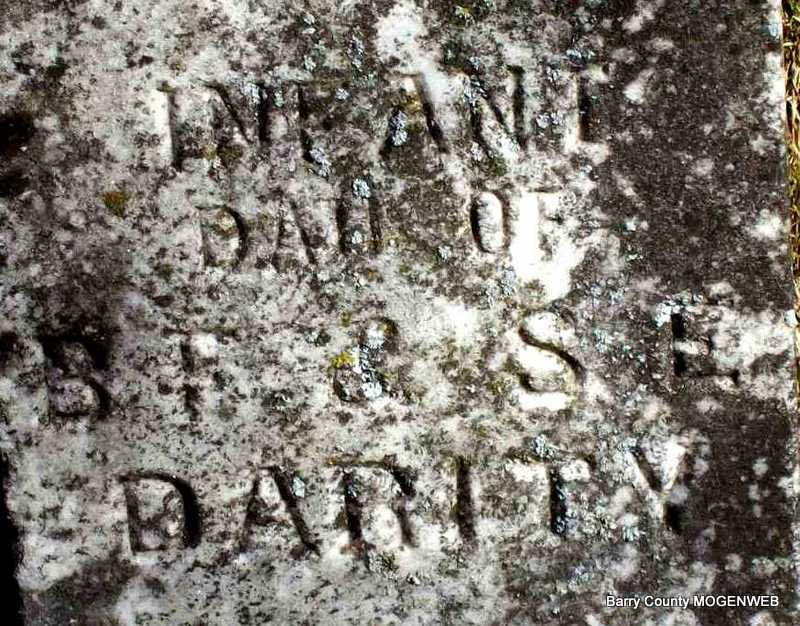 INFANT
DAU OF
B F & S E
DARITY
Barry County MOGENWEB